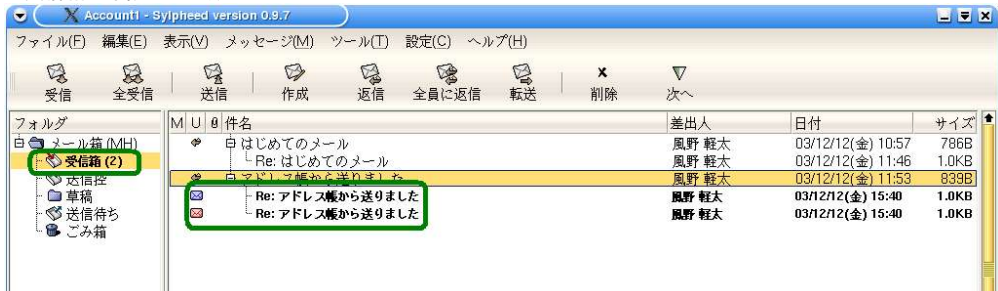 Account1 - Sylpheed version 0.9.7
ファイル(F) 編集(E) 表示(V) メッセージ(M) ツール(T) 設定(C) ヘルプ(H)
受信 全受信 送信 作成 返信 全員に返信 転送 削除 次へ
フォルダ M U 件名 差出人 日付 サイズ
メール箱 (MH) はじめてのメール 風野 軽太 03/12/12(金) 10:57 786B
受信箱 (2) Re: はじめてのメール 風野 軽太 03/12/12(金) 11:46 1.0KB
送信控 アドレス帳から送りました 風野 軽太 03/12/12(金) 11:53 839B
草稿 Re: アドレス帳から送りました 風野 軽太 03/12/12(金) 15:40 1.0KB
送信待ち Re: アドレス帳から送りました 風野 軽太 03/12/12(金) 15:40 1.0KB
ごみ箱